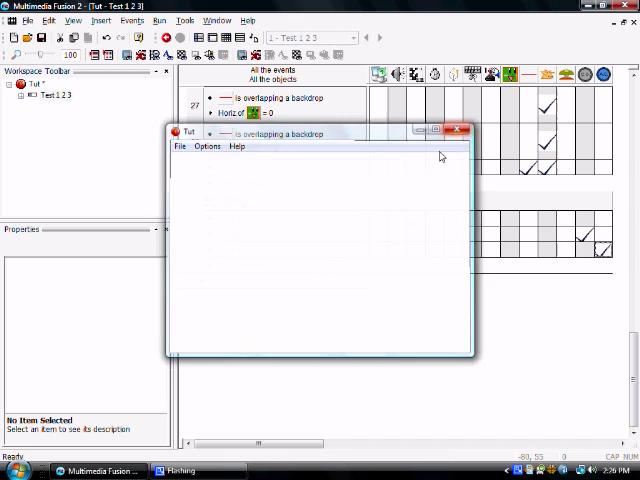 Multimedia Fusion 2 - [Tut - Test 1 2 3]
File Edit View Insert Events Run Tools Window Help
100
1 - Test 1 2 3
Workspace Toolbar
Tut *
Test 1 2 3
All the events
All the objects
27
is overlapping a backdrop
Horiz of = 0
is overlapping a backdrop
Tut
File Options Help
Properties
No Item Selected
Select an item to see its description
Ready
-80, 55 0 CAP NUM
Multimedia Fusion ...
Flashing
2:26 PM